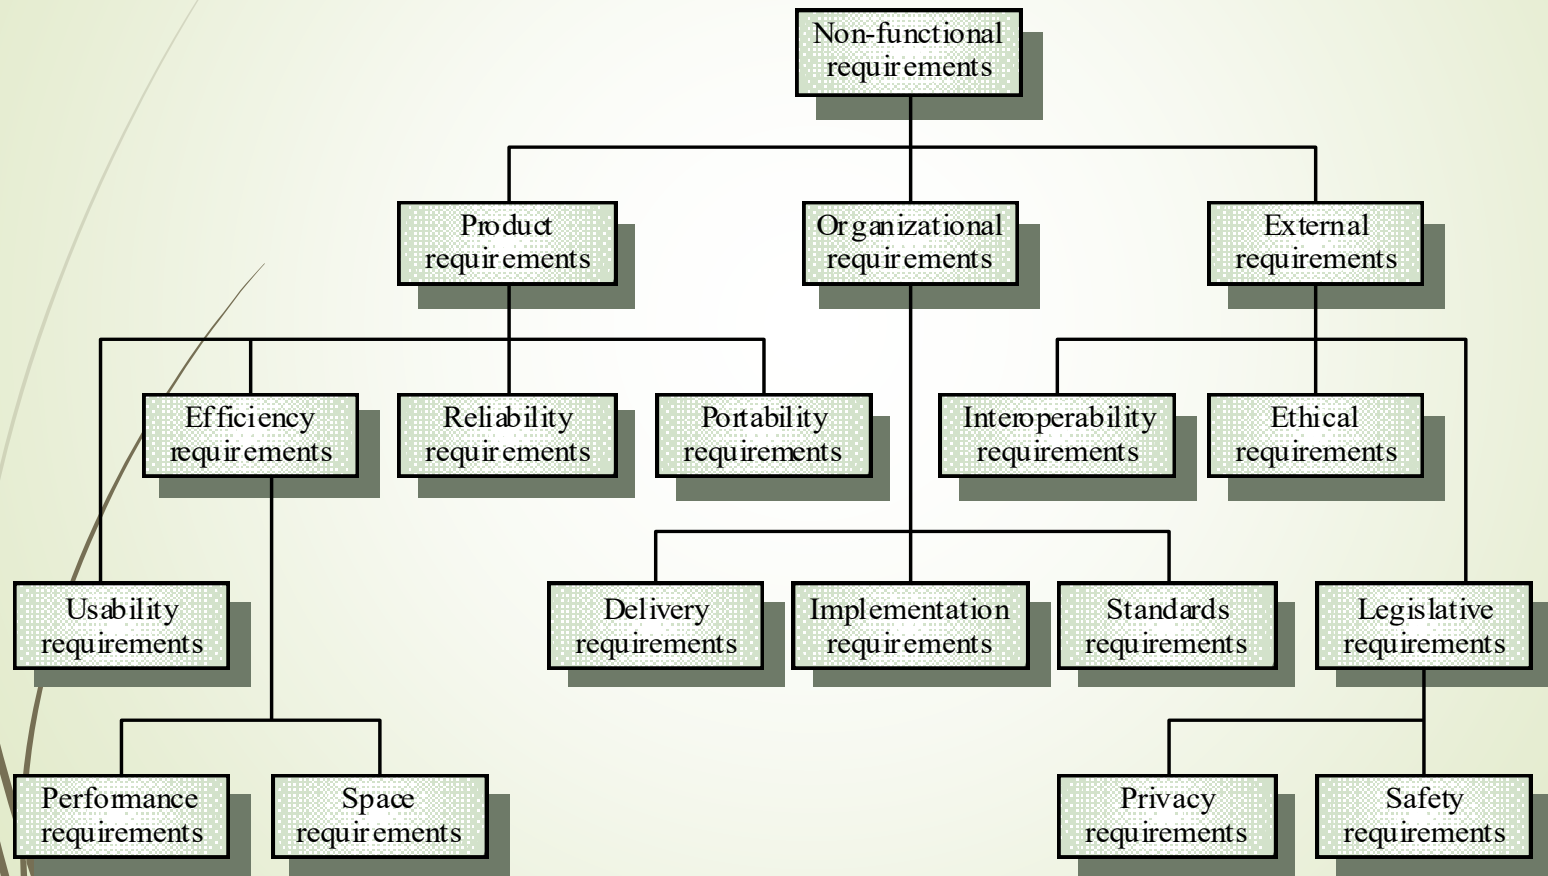 Non-functional
requirements
Product
requirements
Organizational
requirements
External
requirements
Efficiency
requirements
Reliability
requirements
Portability
requirements
Interoperability
requirements
Ethical
requirements
Usability
requirements
Delivery
requirements
Implementation
requirements
Standards
requirements
Legislative
requirements
Performance
requirements
Space
requirements
Privacy
requirements
Safety
requirements